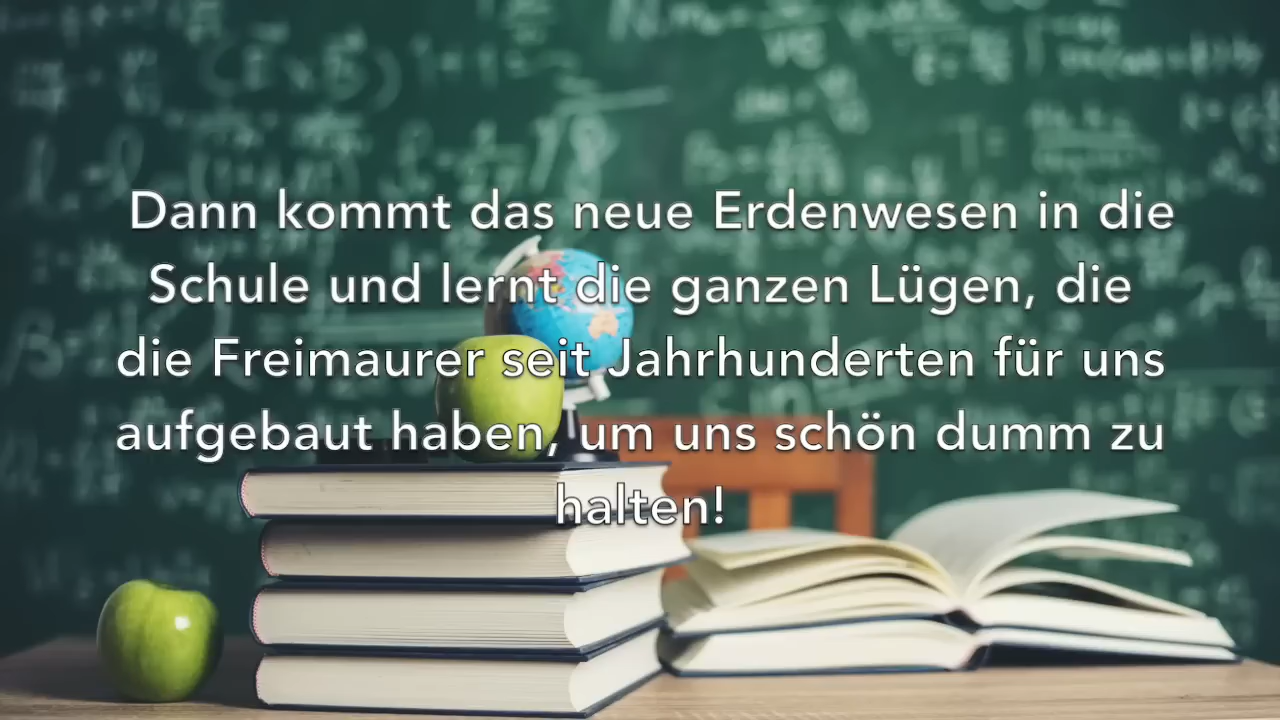 Dann kommt das neue Erdenwesen in die
Schule und lernt die ganzen Lügen, die
die Freimaurer seit Jahrhunderten für uns
aufgebaut haben, um uns schön dumm zu
halten!